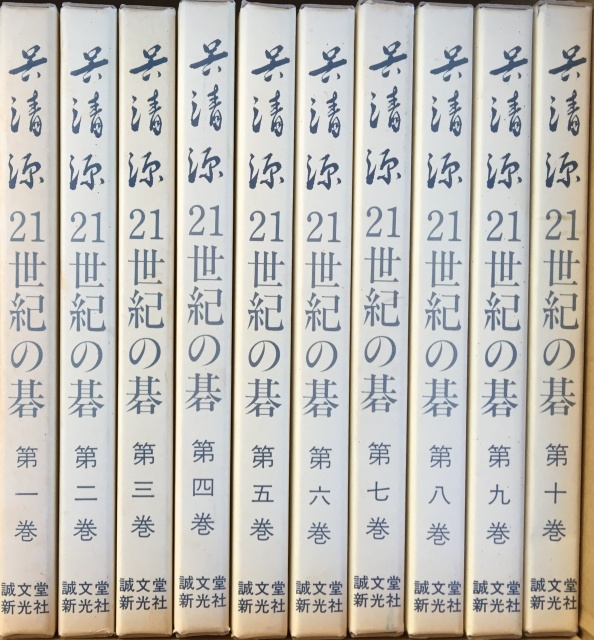 呉清源 21世紀の碁 第一巻 誠文堂新光社
呉清源 21世紀の碁 第二巻 誠文堂新光社
呉清源 21世紀の碁 第三巻 誠文堂新光社
呉清源 21世紀の碁 第四巻 誠文堂新光社
呉清源 21世紀の碁 第五巻 誠文堂新光社
呉清源 21世紀の碁 第六巻 誠文堂新光社
呉清源 21世紀の碁 第七巻 誠文堂新光社
呉清源 21世紀の碁 第八巻 誠文堂新光社
呉清源 21世紀の碁 第九巻 誠文堂新光社
呉清源 21世紀の碁 第十巻 誠文堂新光社